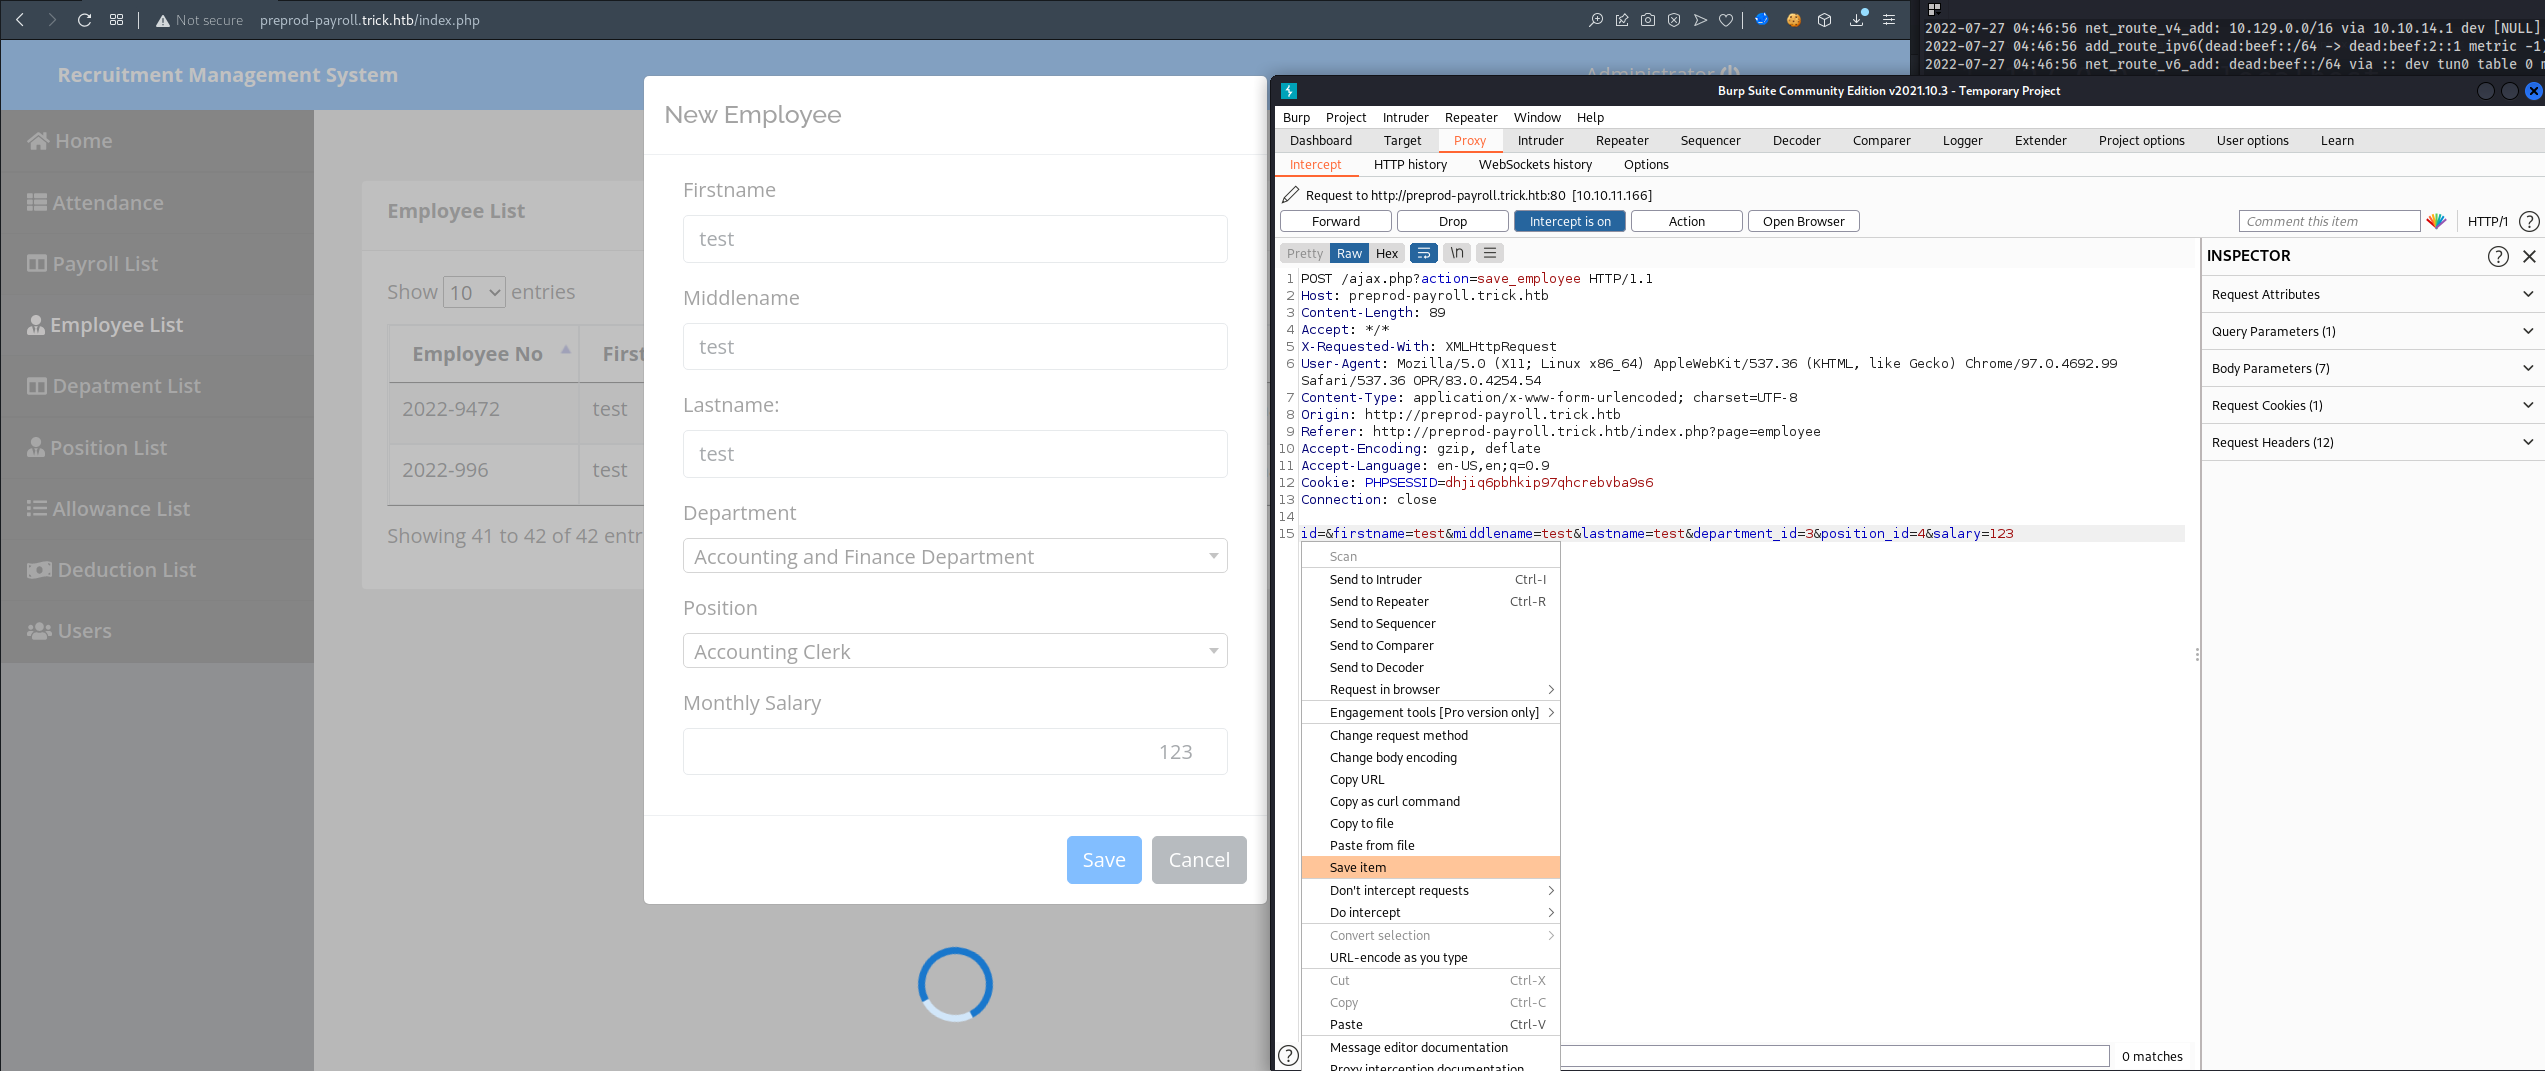 Not secure preprod-payroll.trick.htb/index.php
Recruitment Management System
Administrator
Home
Attendance
Payroll List
Employee List
Depatment List
Position List
Allowance List
Deduction List
Users
Employee List
Show 10 entries
Employee No First
2022-9472 test
2022-996 test
Showing 41 to 42 of 42 entr
New Employee
Firstname
test
Middlename
test
Lastname:
test
Department
Accounting and Finance Department
Position
Accounting Clerk
Monthly Salary
123
Save Cancel
2022-07-27 04:46:56 net_route_v4_add: 10.129.0.0/16 via 10.10.14.1 dev [NULL]
2022-07-27 04:46:56 add_route_ipv6(dead:beef::/64 -> dead:beef:2::1 metric -1)
2022-07-27 04:46:56 net_route_v6_add: dead:beef::/64 via :: dev tun0 table 0 m
Burp Suite Community Edition v2021.10.3 - Temporary Project
Burp Project Intruder Repeater Window Help
Dashboard Target Proxy Intruder Repeater Sequencer Decoder Comparer Logger Extender Project options User options Learn
Intercept HTTP history WebSockets history Options
Request to http://preprod-payroll.trick.htb:80 [10.10.11.166]
Forward Drop Intercept is on Action Open Browser Comment this item HTTP/1 ?
Pretty Raw Hex \n
1 POST /ajax.php?action=save_employee HTTP/1.1
2 Host: preprod-payroll.trick.htb
3 Content-Length: 89
4 Accept: */*
5 X-Requested-With: XMLHttpRequest
6 User-Agent: Mozilla/5.0 (X11; Linux x86_64) AppleWebKit/537.36 (KHTML, like Gecko) Chrome/97.0.4692.99
Safari/537.36 OPR/83.0.4254.54
7 Content-Type: application/x-www-form-urlencoded; charset=UTF-8
8 Origin: http://preprod-payroll.trick.htb
9 Referer: http://preprod-payroll.trick.htb/index.php?page=employee
10 Accept-Encoding: gzip, deflate
11 Accept-Language: en-US,en;q=0.9
12 Cookie: PHPSESSID=dhjiq6pbhkip97qhcrebvba9s6
13 Connection: close
14
15 id=&firstname=test&middlename=test&lastname=test&department_id=3&position_id=4&salary=123
Scan
Send to Intruder Ctrl-I
Send to Repeater Ctrl-R
Send to Sequencer
Send to Comparer
Send to Decoder
Request in browser
Engagement tools [Pro version only]
Change request method
Change body encoding
Copy URL
Copy as curl command
Copy to file
Paste from file
Save item
Don't intercept requests
Do intercept
Convert selection
URL-encode as you type
Cut Ctrl-X
Copy Ctrl-C
Paste Ctrl-V
Message editor documentation
Proxy interception documentation
? 0 matches
INSPECTOR ?
Request Attributes
Query Parameters (1)
Body Parameters (7)
Request Cookies (1)
Request Headers (12)